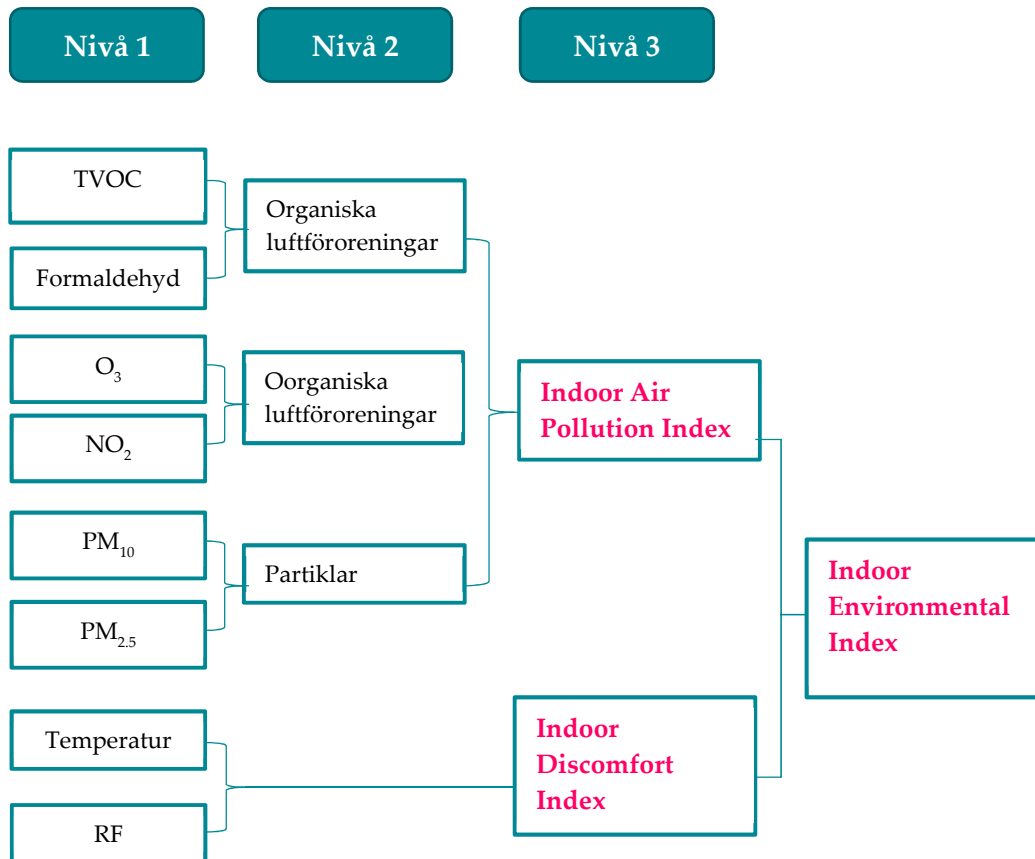 Nivå 1
Nivå 2
Nivå 3
TVOC
Formaldehyd
Organiska
luftföroreningar
O₃
NO₂
Oorganiska
luftföroreningar
PM₁₀
PM₂.₅
Partiklar
Indoor Air
Pollution Index
Temperatur
RF
Indoor
Discomfort
Index
Indoor
Environmental
Index